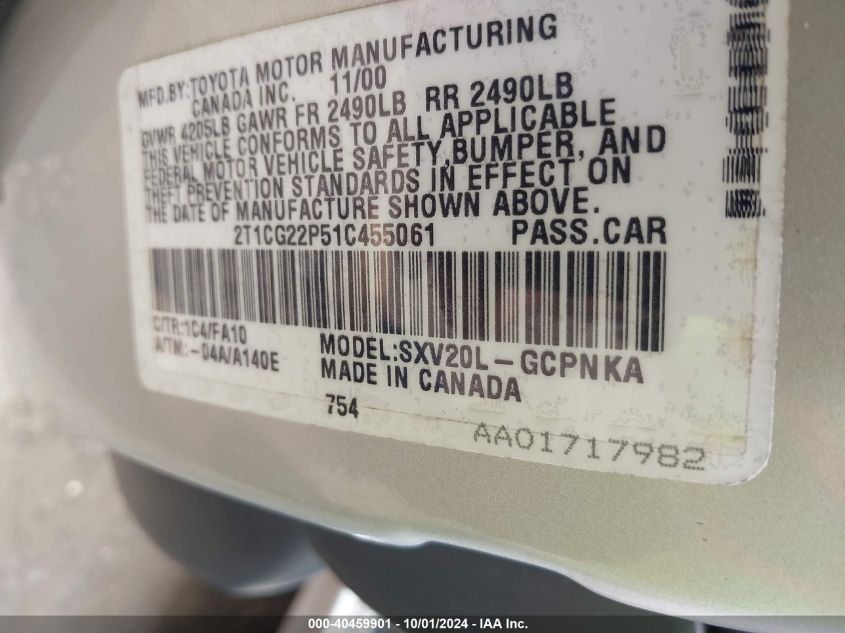 MFD.BY:TOYOTA MOTOR MANUFACTURING
CANADA INC. 11/00
GVWR 4205LB GAWR FR 2490LB RR 2490LB
THIS VEHICLE CONFORMS TO ALL APPLICABLE
FEDERAL MOTOR VEHICLE SAFETY,BUMPER, AND
THEFT PREVENTION STANDARDS IN EFFECT ON
THE DATE OF MANUFACTURE SHOWN ABOVE.
2T1CG22P51C455061 PASS.CAR
C/TR:1C4/FA10
A/TM:-04A/A140E
MODEL:SXV20L-GCPNKA
MADE IN CANADA
754
AA01717982
000-40459901 - 10/01/2024 - IAA Inc.